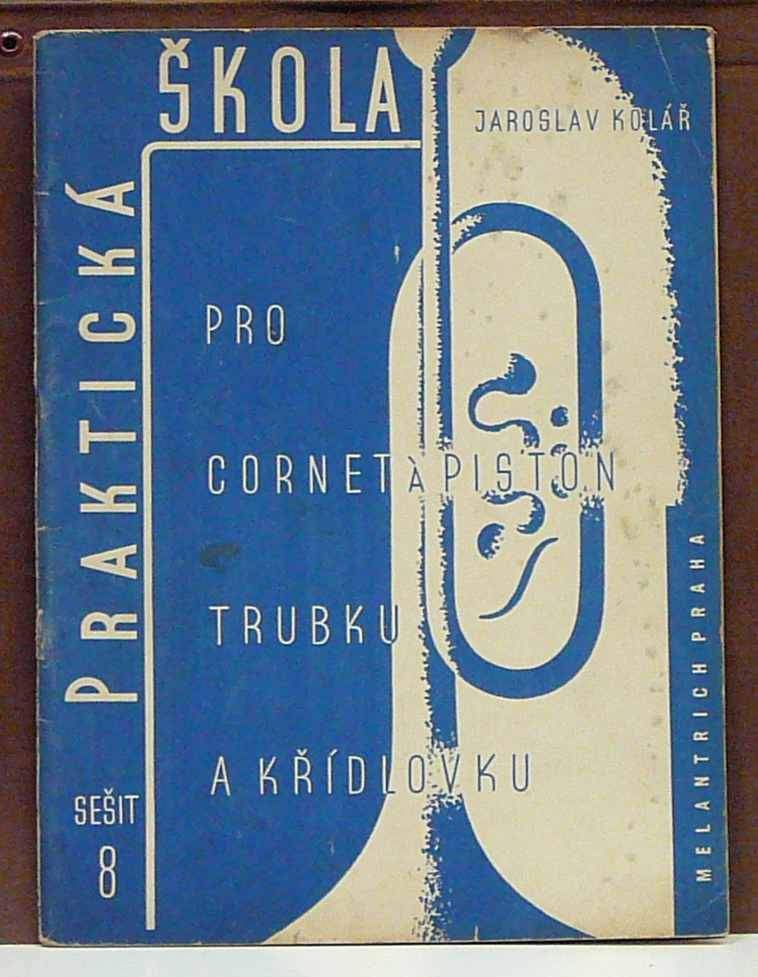 PRAKTICKÁ
ŠKOLA
JAROSLAV KOLÁŘ
PRO
CORNET À PISTON
TRUBKU
A KŘÍDLOVKU
SEŠIT
8
MELANTRICH PRAHA